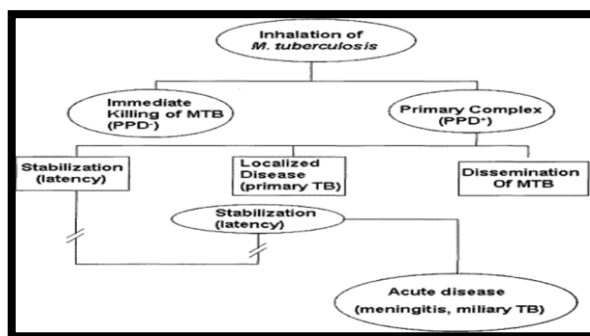 Inhalation of
M. tuberculosis
Immediate
Killing of MTB
(PPD⁻)
Primary Complex
(PPD⁺)
Stabilization
(latency)
Localized
Disease
(primary TB)
Dissemination
Of MTB
Stabilization
(latency)
Acute disease
(meningitis, miliary TB)